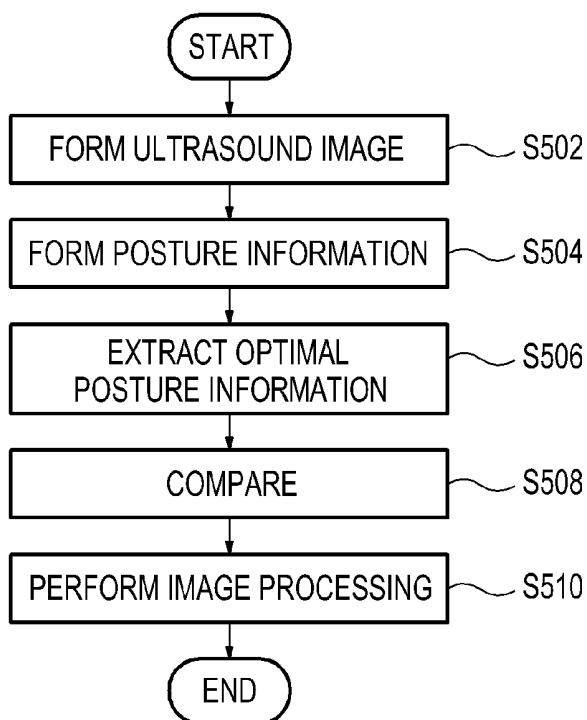 START
FORM ULTRASOUND IMAGE
S502
FORM POSTURE INFORMATION
S504
EXTRACT OPTIMAL
POSTURE INFORMATION
S506
COMPARE
S508
PERFORM IMAGE PROCESSING
S510
END